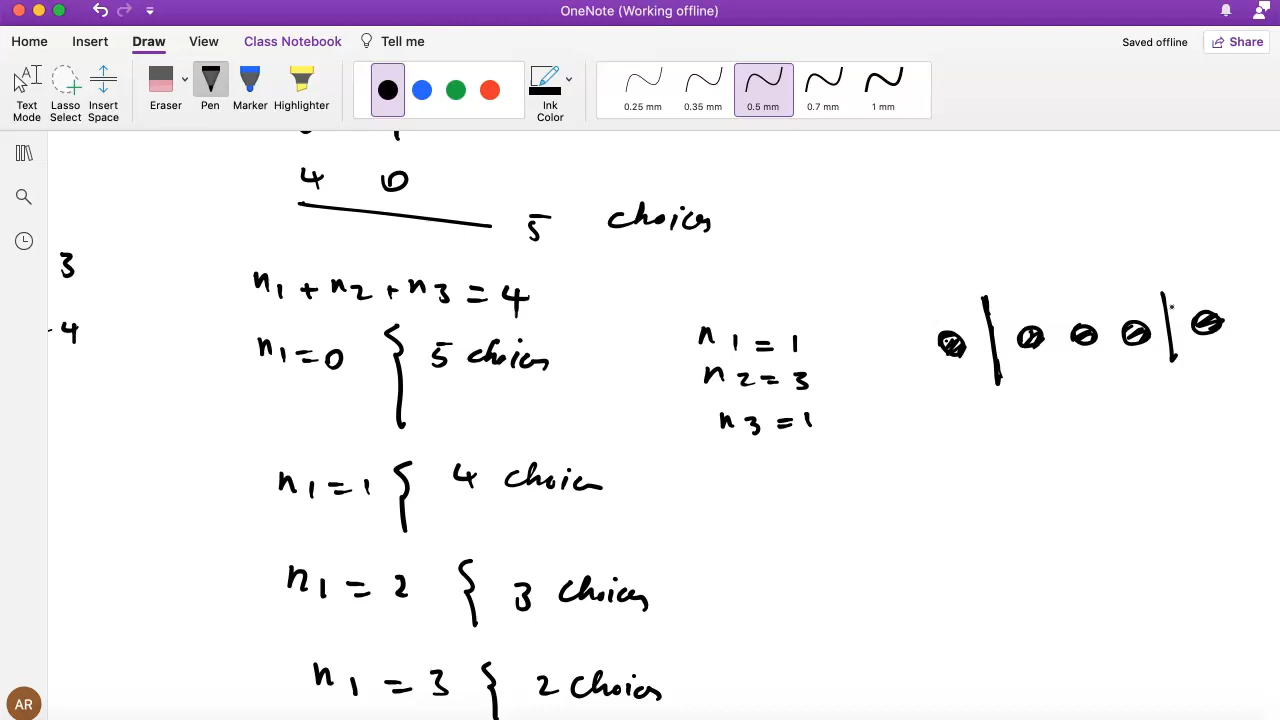 OneNote (Working offline)
Home Insert Draw View Class Notebook Tell me
Saved offline Share
Text Mode
Lasso Select
Insert Space
Eraser
Pen
Marker
Highlighter
Ink Color
0.25 mm
0.35 mm
0.5 mm
0.7 mm
1 mm
4 0
5 choices
3
n1 + n2 + n3 = 4
- 4
n1 = 0 { 5 choices
n1 = 1
n2 = 3
n3 = 1
n1 = 1 { 4 choices
n1 = 2 { 3 choices
n1 = 3 { 2 choices
AR